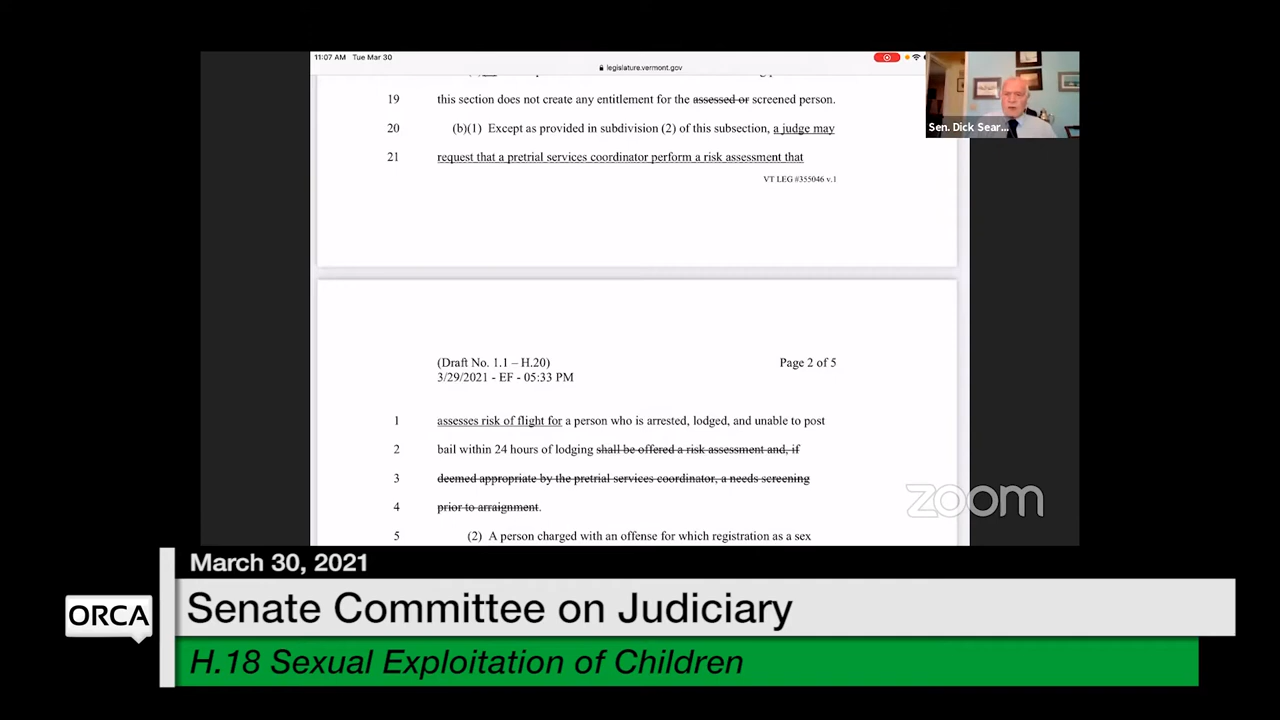 11:07 AM Tue Mar 30
legislature.vermont.gov
19 this section does not create any entitlement for the assessed or screened person.
20 (b)(1) Except as provided in subdivision (2) of this subsection, a judge may
21 request that a pretrial services coordinator perform a risk assessment that
VT LEG #355046 v.1
Sen. Dick Sear...
(Draft No. 1.1 – H.20) Page 2 of 5
3/29/2021 - EF - 05:33 PM
1 assesses risk of flight for a person who is arrested, lodged, and unable to post
2 bail within 24 hours of lodging shall be offered a risk assessment and, if
3 deemed appropriate by the pretrial services coordinator, a needs screening
4 prior to arraignment.
5 (2) A person charged with an offense for which registration as a sex
zoom
March 30, 2021
ORCA
Senate Committee on Judiciary
H.18 Sexual Exploitation of Children